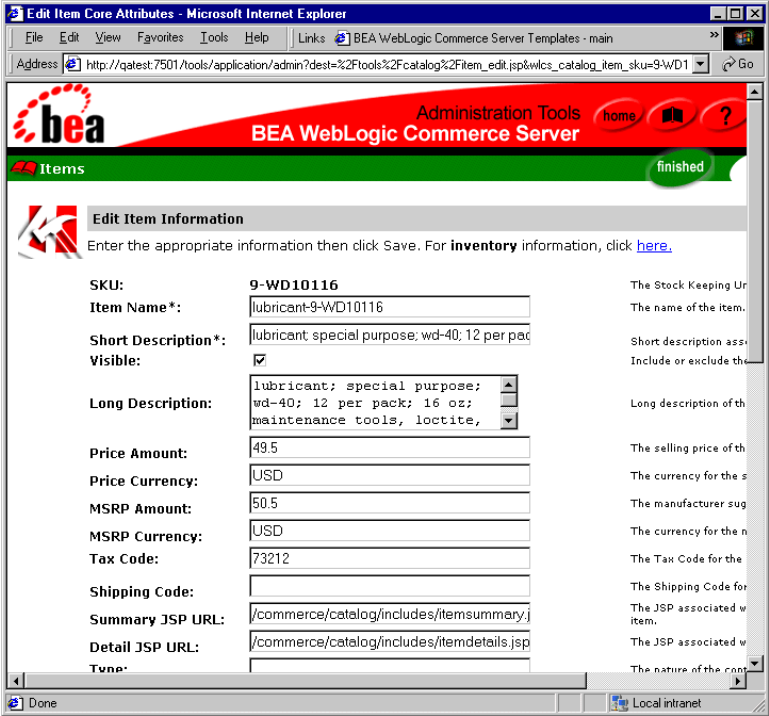 Edit Item Core Attributes - Microsoft Internet Explorer
File Edit View Favorites Tools Help Links BEA WebLogic Commerce Server Templates - main »
Address http://qatest:7501/tools/application/admin?dest=%2Ftools%2Fcatalog%2Fitem_edit.jsp&wlcs_catalog_item_sku=9-WD1 Go
bea
Administration Tools
BEA WebLogic Commerce Server
home ?
Items finished
Edit Item Information
Enter the appropriate information then click Save. For inventory information, click here.
SKU: 9-WD10116 The Stock Keeping Un
Item Name*: lubricant-9-WD10116 The name of the item.
Short Description*: lubricant; special purpose; wd-40; 12 per pac Short description ass
Visible: Include or exclude the
Long Description: lubricant; special purpose;
wd-40; 12 per pack; 16 oz;
maintenance tools, loctite,
Long description of th
Price Amount: 49.5 The selling price of th
Price Currency: USD The currency for the s
MSRP Amount: 50.5 The manufacturer sug
MSRP Currency: USD The currency for the
Tax Code: 73212 The Tax Code for the
Shipping Code: The Shipping Code for
Summary JSP URL: /commerce/catalog/includes/itemsummary.j The JSP associated w
item.
Detail JSP URL: /commerce/catalog/includes/itemdetails.jsp The JSP associated w
Type: The nature of the cont
Done Local intranet